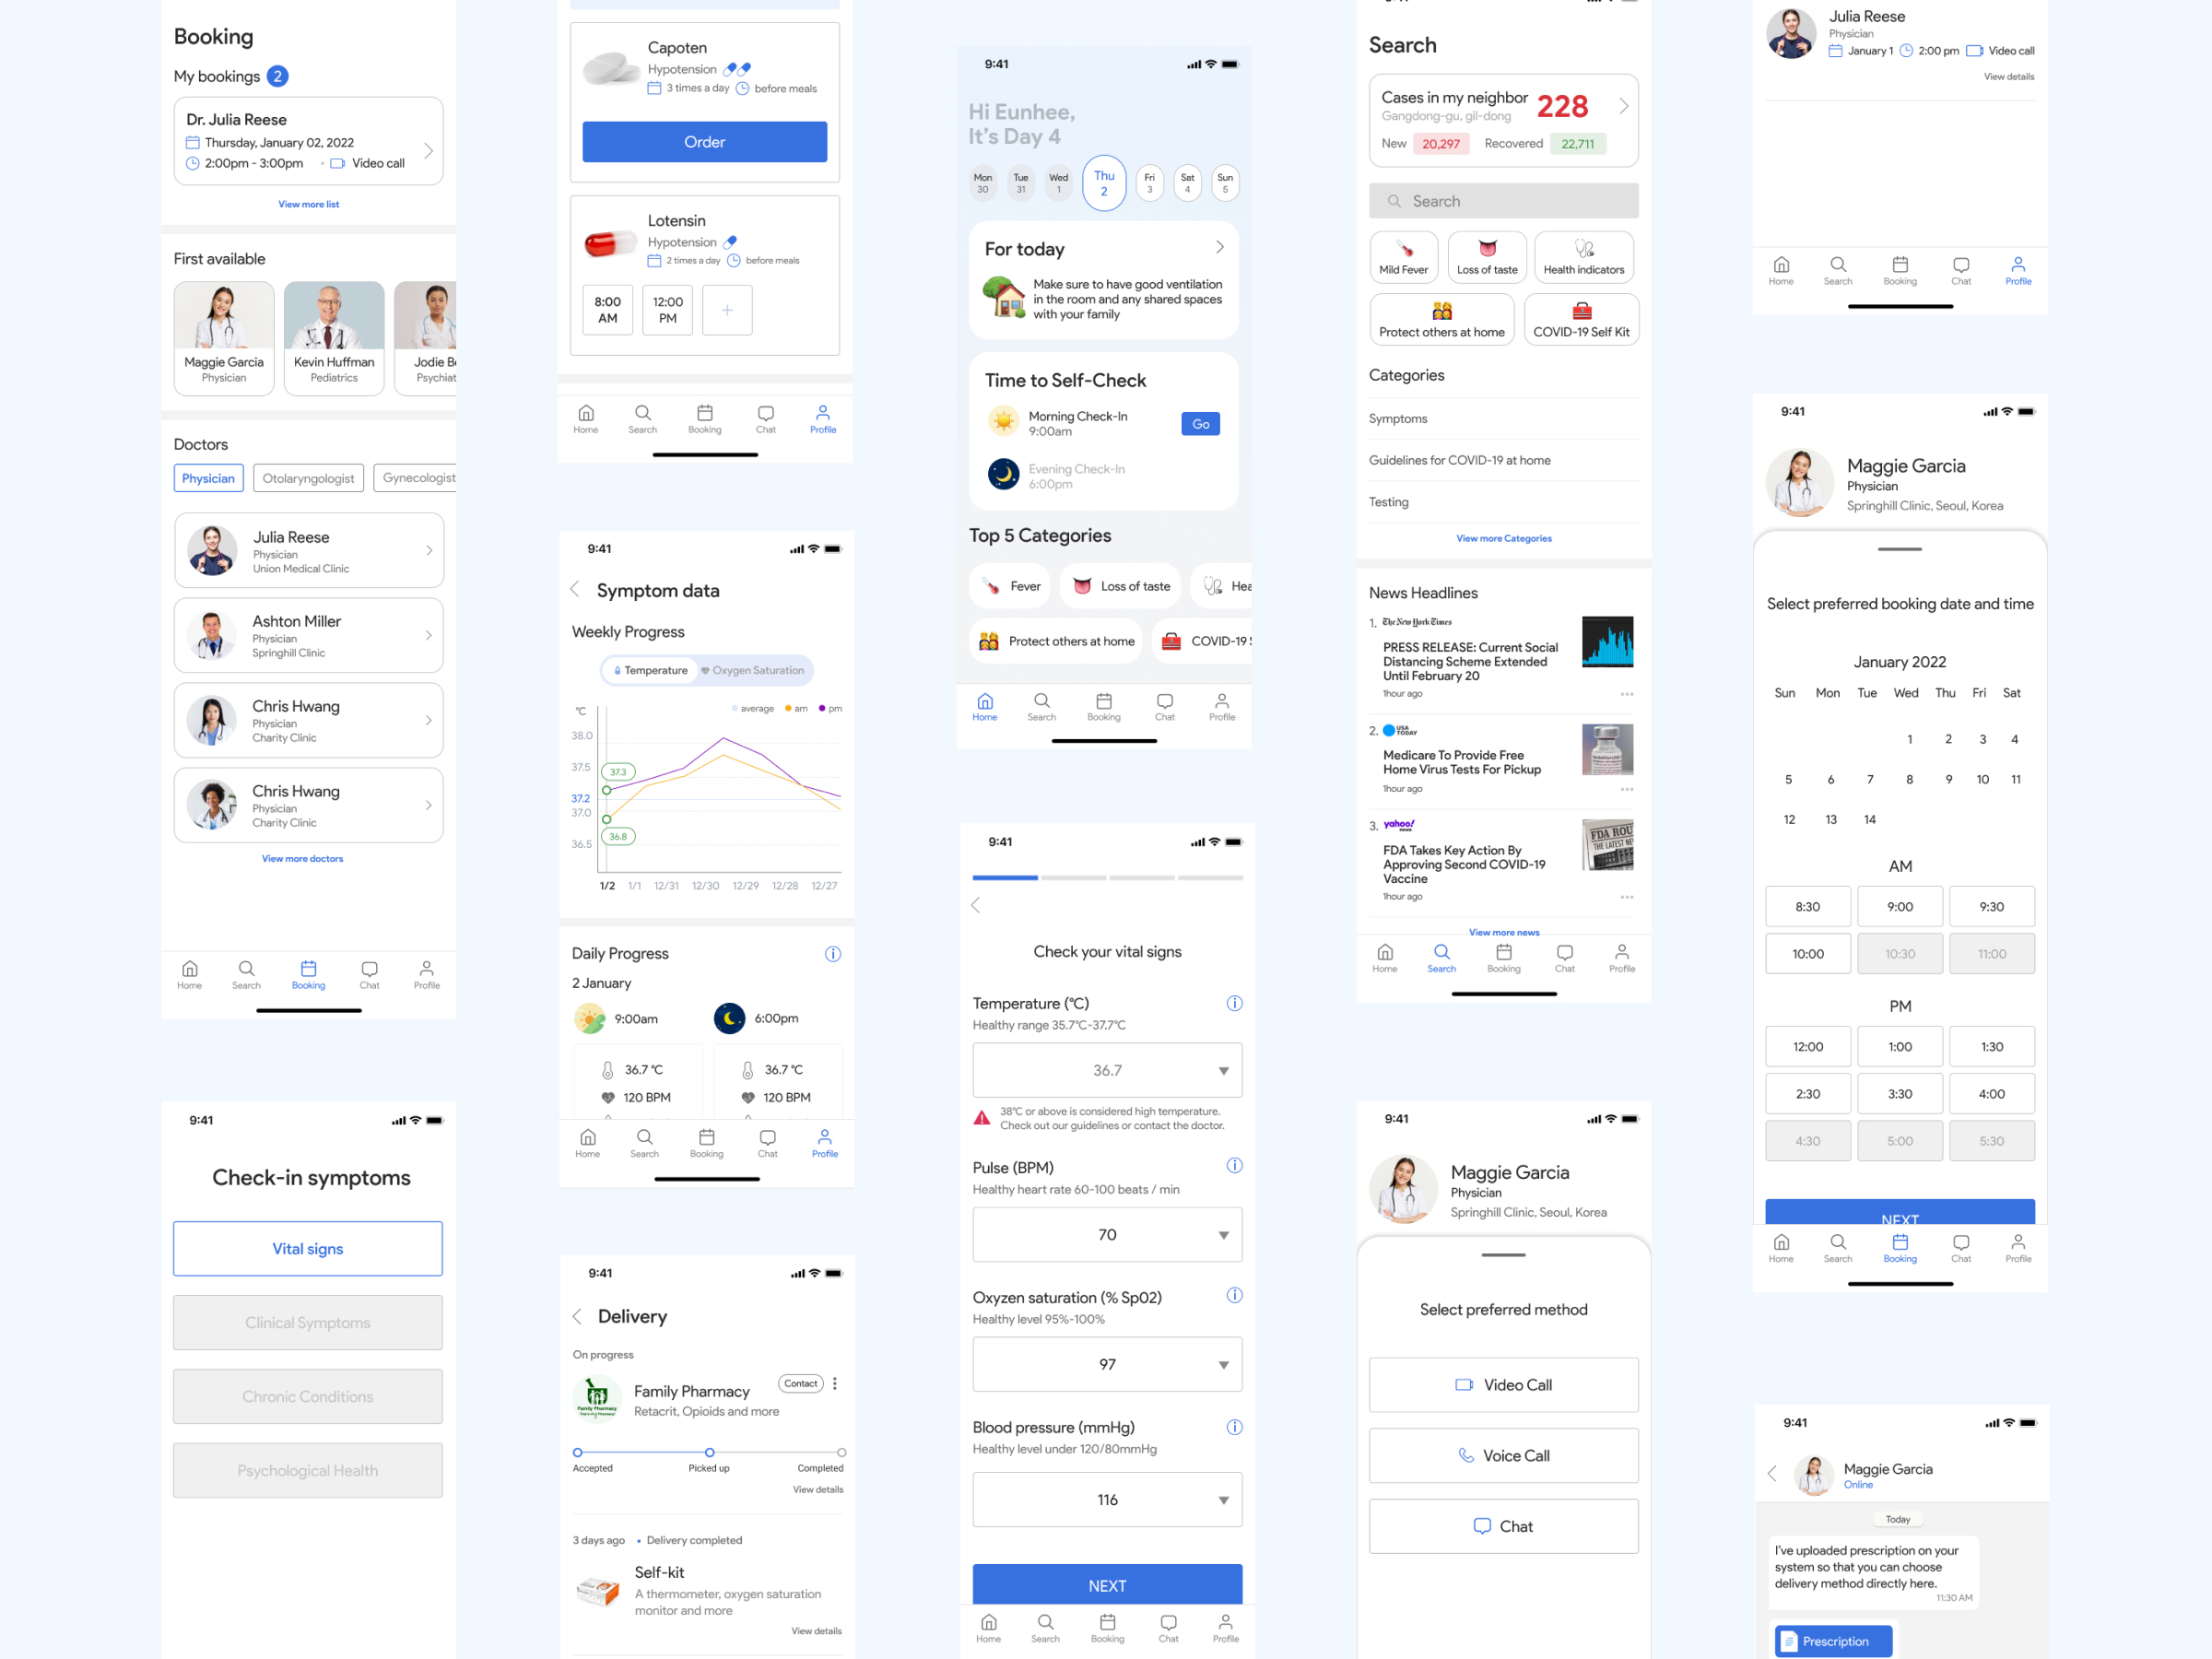 Booking
My bookings 2
Dr. Julia Reese
Thursday, January 02, 2022
2:00pm - 3:00pm • Video call
View more list
First available
Maggie Garcia
Physician
Kevin Huffman
Pediatrics
Jodie B
Psychiat
Doctors
Physician
Otolaryngologist
Gynecologist
Julia Reese
Physician
Union Medical Clinic
Ashton Miller
Physician
Springhill Clinic
Chris Hwang
Physician
Charity Clinic
Chris Hwang
Physician
Charity Clinic
View more doctors
Home Search Booking Chat Profile
9:41
Check-in symptoms
Vital signs
Clinical Symptoms
Chronic Conditions
Psychological Health
Capoten
Hypotension
3 times a day before meals
Order
Lotensin
Hypotension
2 times a day before meals
8:00 AM
12:00 PM
+
Home Search Booking Chat Profile
9:41
Symptom data
Weekly Progress
Temperature Oxygen Saturation
°C average am pm
38.0
37.5
37.3
37.2
37.0
36.8
36.5
1/2 1/1 12/31 12/30 12/29 12/28 12/27
Daily Progress
2 January
9:00am 6:00pm
36.7 °C 36.7 °C
120 BPM 120 BPM
Home Search Booking Chat Profile
9:41
Delivery
On progress
Family Pharmacy
Contact
Retacrit, Opioids and more
Accepted Picked up Completed
View details
3 days ago • Delivery completed
Self-kit
A thermometer, oxygen saturation
monitor and more
View details
9:41
Hi Eunhee,
It's Day 4
Mon 30
Tue 31
Wed 1
Thu 2
Fri 3
Sat 4
Sun 5
For today
Make sure to have good ventilation
in the room and any shared spaces
with your family
Time to Self-Check
Morning Check-In
9:00am
Go
Evening Check-In
6:00pm
Top 5 Categories
Fever
Loss of taste
Hea
Protect others at home
COVID-19
Home Search Booking Chat Profile
9:41
Check your vital signs
Temperature (°C)
Healthy range 35.7°C-37.7°C
36.7
38°C or above is considered high temperature.
Check out our guidelines or contact the doctor.
Pulse (BPM)
Healthy heart rate 60-100 beats / min
70
Oxyzen saturation (% Sp02)
Healthy level 95%-100%
97
Blood pressure (mmHg)
Healthy level under 120/80mmHg
116
NEXT
Home Search Booking Chat Profile
Search
Cases in my neighbor
Gangdong-gu, gil-dong
228
New 20,297 Recovered 22,711
Search
Mild Fever
Loss of taste
Health indicators
Protect others at home
COVID-19 Self Kit
Categories
Symptoms
Guidelines for COVID-19 at home
Testing
View more Categories
News Headlines
1. The New York Times
PRESS RELEASE: Current Social
Distancing Scheme Extended
Until February 20
1hour ago
2. USA TODAY
Medicare To Provide Free
Home Virus Tests For Pickup
1hour ago
3. yahoo! news
FDA Takes Key Action By
Approving Second COVID-19
Vaccine
1hour ago
FDA ROU
THE LATEST NE
View more news
Home Search Booking Chat Profile
9:41
Maggie Garcia
Physician
Springhill Clinic, Seoul, Korea
Select preferred method
Video Call
Voice Call
Chat
Julia Reese
Physician
January 1 2:00 pm Video call
View details
Home Search Booking Chat Profile
9:41
Maggie Garcia
Physician
Springhill Clinic, Seoul, Korea
Select preferred booking date and time
January 2022
Sun Mon Tue Wed Thu Fri Sat
1 2 3 4
5 6 7 8 9 10 11
12 13 14
AM
8:30 9:00 9:30
10:00 10:30 11:00
PM
12:00 1:00 1:30
2:30 3:30 4:00
4:30 5:00 5:30
NEXT
Home Search Booking Chat Profile
9:41
Maggie Garcia
Online
Today
I've uploaded prescription on your
system so that you can choose
delivery method directly here.
11:30 AM
Prescription